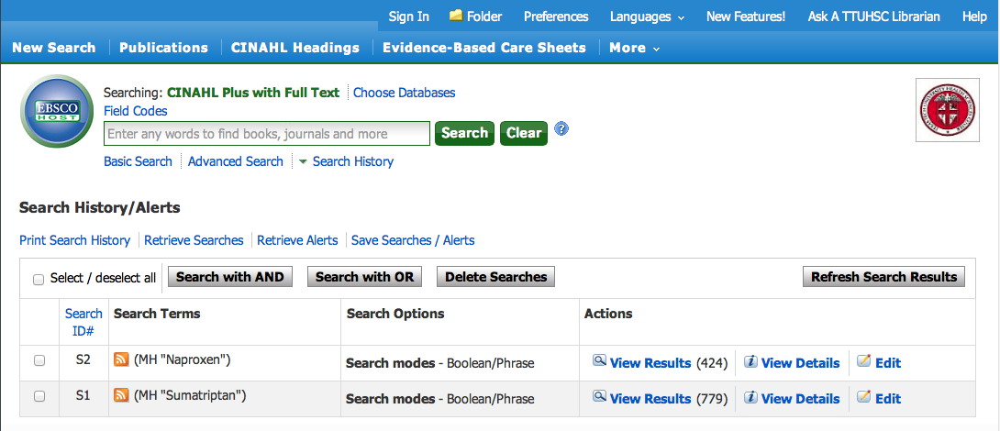 Sign In Folder Preferences Languages New Features! Ask A TTUHSC Librarian Help
New Search Publications CINAHL Headings Evidence-Based Care Sheets More
Searching: CINAHL Plus with Full Text Choose Databases
Field Codes
EBSCO
HOST
Enter any words to find books, journals and more Search Clear ?
Basic Search Advanced Search Search History
Search History/Alerts
Print Search History Retrieve Searches Retrieve Alerts Save Searches / Alerts
Select / deselect all Search with AND Search with OR Delete Searches Refresh Search Results
Search ID# Search Terms Search Options Actions
S2 (MH "Naproxen") Search modes - Boolean/Phrase View Results (424) View Details Edit
S1 (MH "Sumatriptan") Search modes - Boolean/Phrase View Results (779) View Details Edit